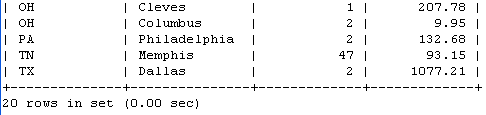 | OH | Cleves | 1 | 207.78 |
| OH | Columbus | 2 | 9.95 |
| PA | Philadelphia | 2 | 132.68 |
| TN | Memphis | 47 | 93.15 |
| TX | Dallas | 2 | 1077.21 |
+---------------+----------------+--------------+-------------+
20 rows in set (0.00 sec)